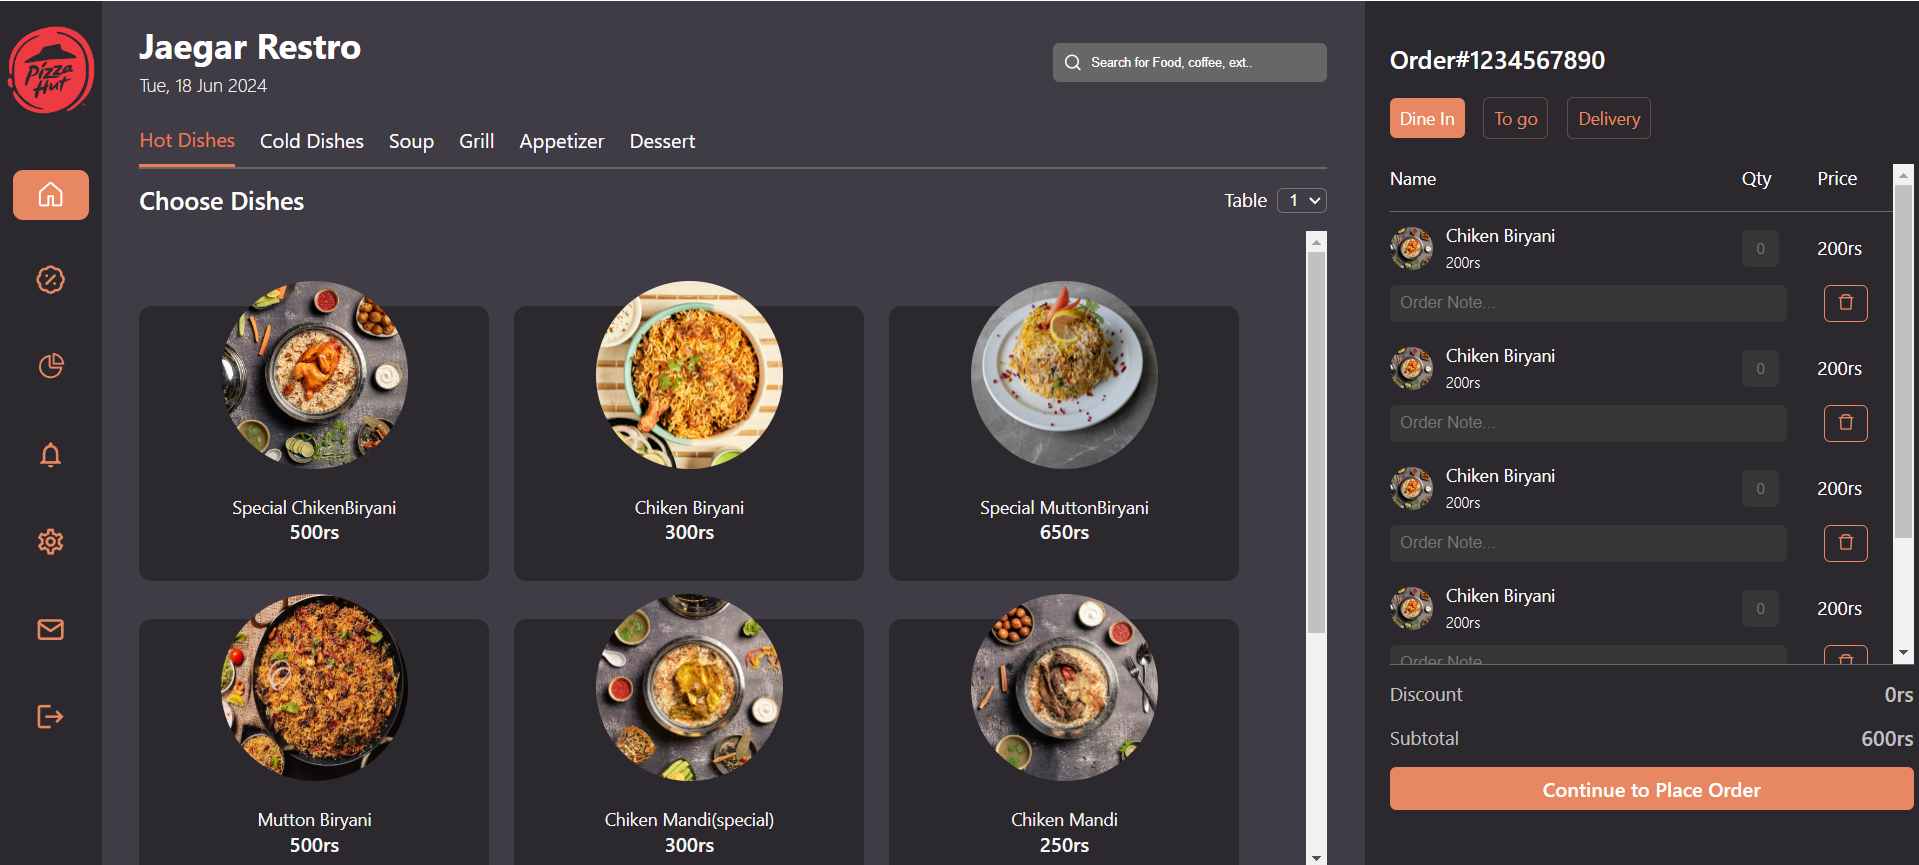 Pizza
Hut
Jaegar Restro
Tue, 18 Jun 2024
Search for Food, coffee, ext..
Hot Dishes Cold Dishes Soup Grill Appetizer Dessert
Choose Dishes
Table 1
Special ChikenBiryani
500rs
Chiken Biryani
300rs
Special MuttonBiryani
650rs
Mutton Biryani
500rs
Chiken Mandi(special)
300rs
Chiken Mandi
250rs
Order#1234567890
Dine In To go Delivery
Name Qty Price
Chiken Biryani
200rs
0 200rs
Order Note...
Chiken Biryani
200rs
0 200rs
Order Note...
Chiken Biryani
200rs
0 200rs
Order Note...
Chiken Biryani
200rs
0 200rs
Order Note...
Discount 0rs
Subtotal 600rs
Continue to Place Order